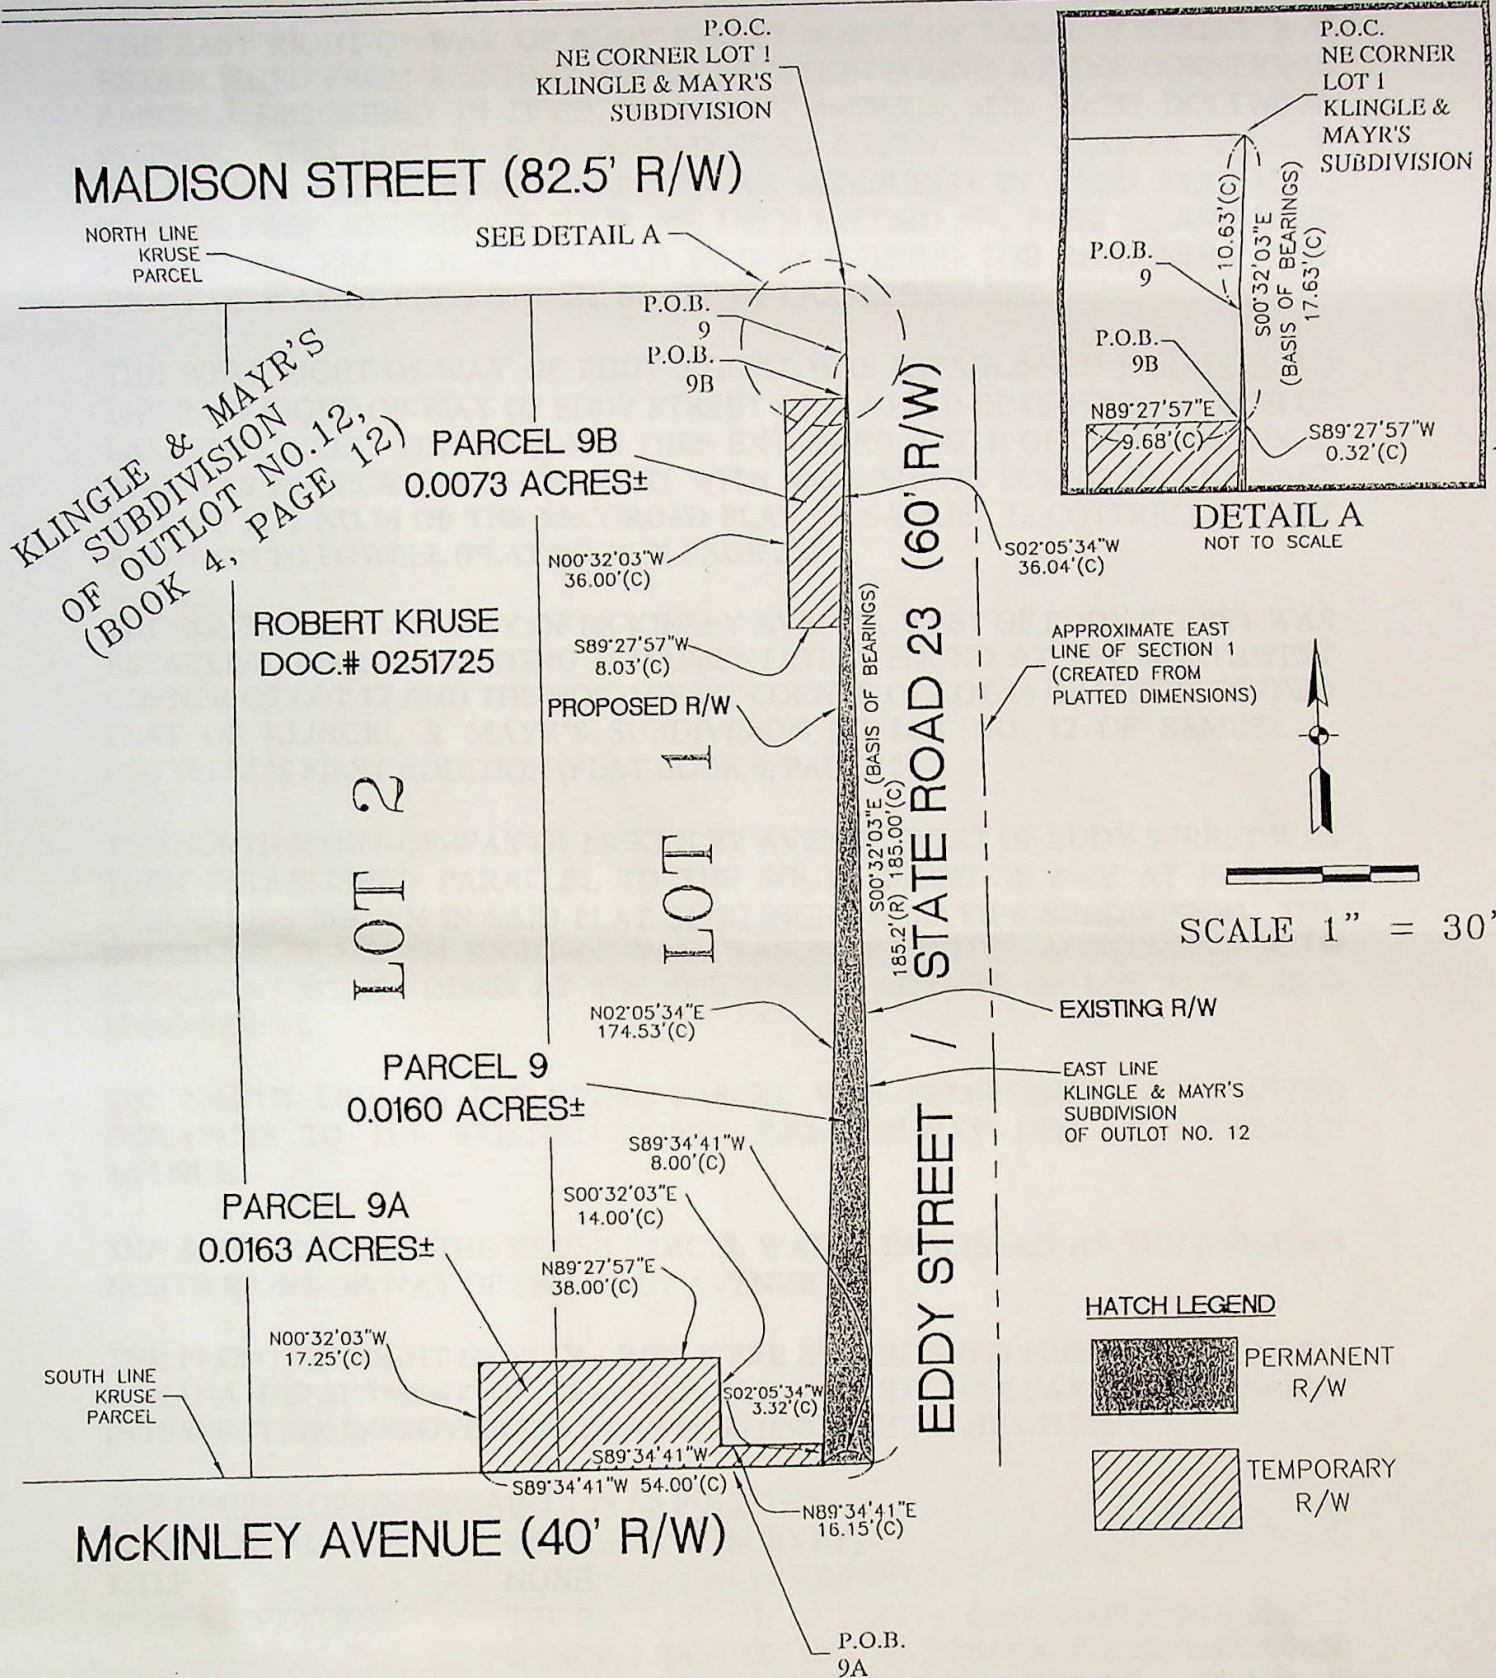 P.O.C.
NE CORNER LOT 1
KLINGLE & MAYR'S
SUBDIVISION
MADISON STREET (82.5' R/W)
NORTH LINE
KRUSE
PARCEL
SEE DETAIL A
P.O.B.
9
P.O.B.
9B
KLINGLE & MAYR'S
SUBDIVISION
OF OUTLOT NO.12,
(BOOK 4, PAGE 12)
PARCEL 9B
0.0073 ACRES±
N00°32'03"W
36.00'(C)
S02°05'34"W
36.04'(C)
ROBERT KRUSE
DOC.# 0251725
S89°27'57"W
8.03'(C)
PROPOSED R/W
LOT 2
LOT 1
S00°32'03"E (BASIS OF BEARINGS)
185.2'(R) 185.00'(C)
EDDY STREET / STATE ROAD 23 (60' R/W)
APPROXIMATE EAST
LINE OF SECTION 1
(CREATED FROM
PLATTED DIMENSIONS)
SCALE 1" = 30'
N02°05'34"E
174.53'(C)
EXISTING R/W
PARCEL 9
0.0160 ACRES±
EAST LINE
KLINGLE & MAYR'S
SUBDIVISION
OF OUTLOT NO. 12
S89°34'41"W
8.00'(C)
S00°32'03"E
14.00'(C)
PARCEL 9A
0.0163 ACRES±
N89°27'57"E
38.00'(C)
N00°32'03"W
17.25'(C)
SOUTH LINE
KRUSE
PARCEL
S02°05'34"W
3.32'(C)
S89°34'41"W
S89°34'41"W 54.00'(C)
N89°34'41"E
16.15'(C)
McKINLEY AVENUE (40' R/W)
P.O.B.
9A
HATCH LEGEND
PERMANENT
R/W
TEMPORARY
R/W
P.O.C.
NE CORNER
LOT 1
KLINGLE &
MAYR'S
SUBDIVISION
10.63'(C)
S00°32'03"E
(BASIS OF BEARINGS)
17.63'(C)
P.O.B.
9
P.O.B.
9B
N89°27'57"E
9.68'(C)
S89°27'57"W
0.32'(C)
DETAIL A
NOT TO SCALE